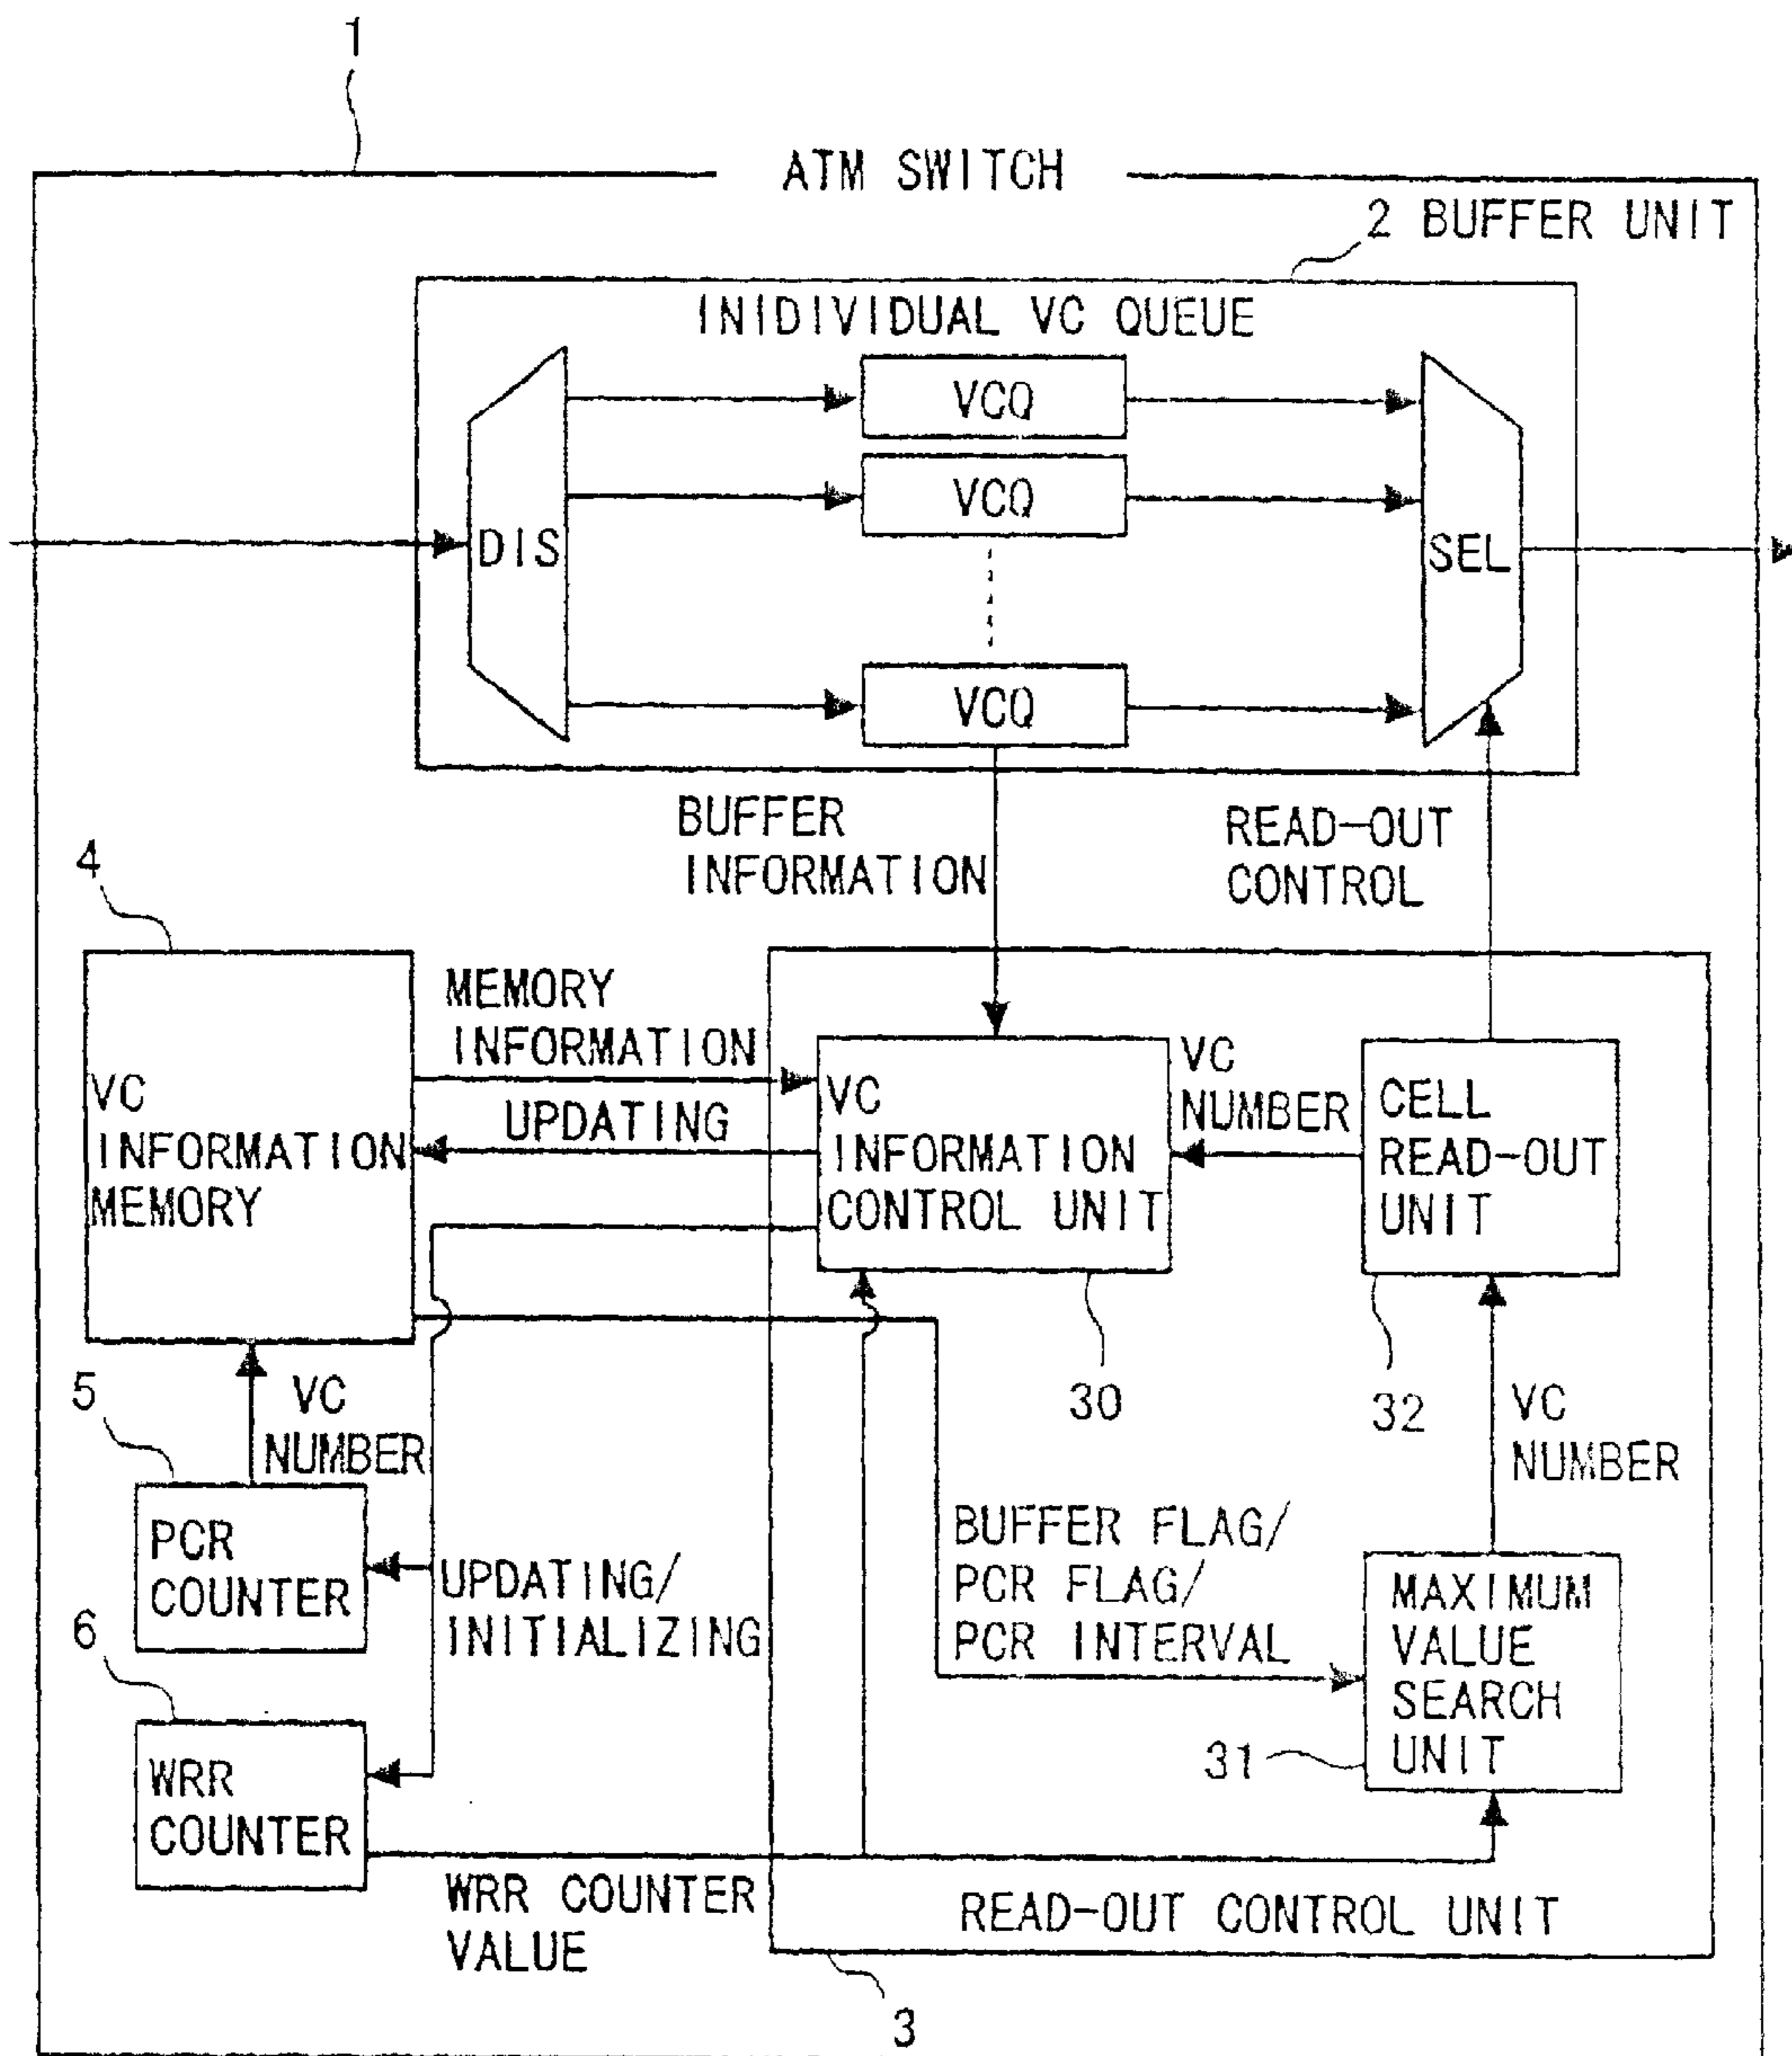 1
ATM SWITCH
2 BUFFER UNIT
INIDIVIDUAL VC QUEUE
VCQ
VCQ
DIS
SEL
VCQ
BUFFER
INFORMATION
READ-OUT
CONTROL
4
MEMORY
INFORMATION
UPDATING
VC
INFORMATION
MEMORY
VC
INFORMATION
CONTROL UNIT
VC
NUMBER
CELL
READ-OUT
UNIT
30
32
5
VC
NUMBER
VC
NUMBER
PCR
COUNTER
UPDATING/
INITIALIZING
BUFFER FLAG/
PCR FLAG/
PCR INTERVAL
MAXIMUM
VALUE
SEARCH
UNIT
31
6
WRR
COUNTER
WRR COUNTER
VALUE
READ-OUT CONTROL UNIT
3